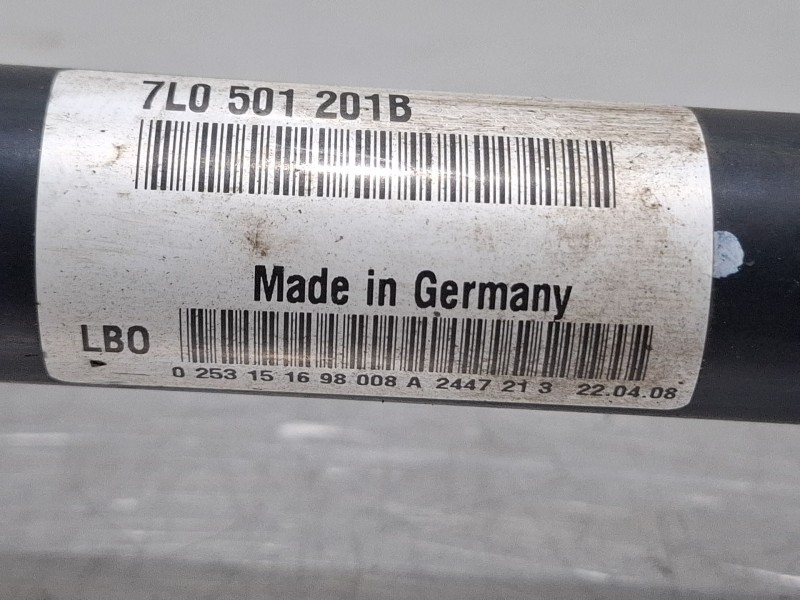 7L0 501 201B
Made in Germany
LBO
0 253 15 16 98 008 A 2447 21 3 22.04.08